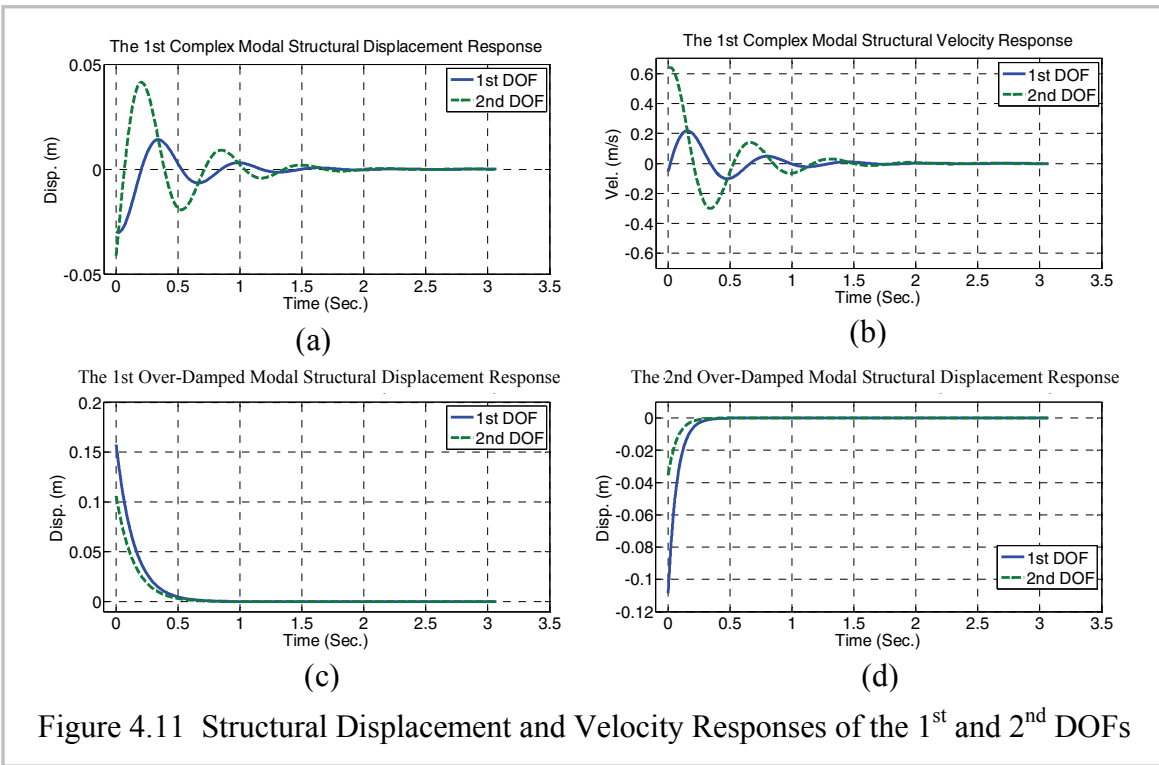 The 1st Complex Modal Structural Displacement Response
0.05
0
-0.05
Disp. (m)
1st DOF
2nd DOF
0 0.5 1 1.5 2 2.5 3 3.5
Time (Sec.)
(a)
The 1st Complex Modal Structural Velocity Response
0.6
0.4
0.2
0
-0.2
-0.4
-0.6
Vel. (m/s)
1st DOF
2nd DOF
0 0.5 1 1.5 2 2.5 3 3.5
Time (Sec.)
(b)
The 1st Over-Damped Modal Structural Displacement Response
0.2
0.15
0.1
0.05
0
Disp. (m)
1st DOF
2nd DOF
0 0.5 1 1.5 2 2.5 3 3.5
Time (Sec.)
(c)
The 2nd Over-Damped Modal Structural Displacement Response
0
-0.02
-0.04
-0.06
-0.08
-0.1
-0.12
Disp. (m)
1st DOF
2nd DOF
0 0.5 1 1.5 2 2.5 3 3.5
Time (Sec.)
(d)
Figure 4.11 Structural Displacement and Velocity Responses of the 1st and 2nd DOFs